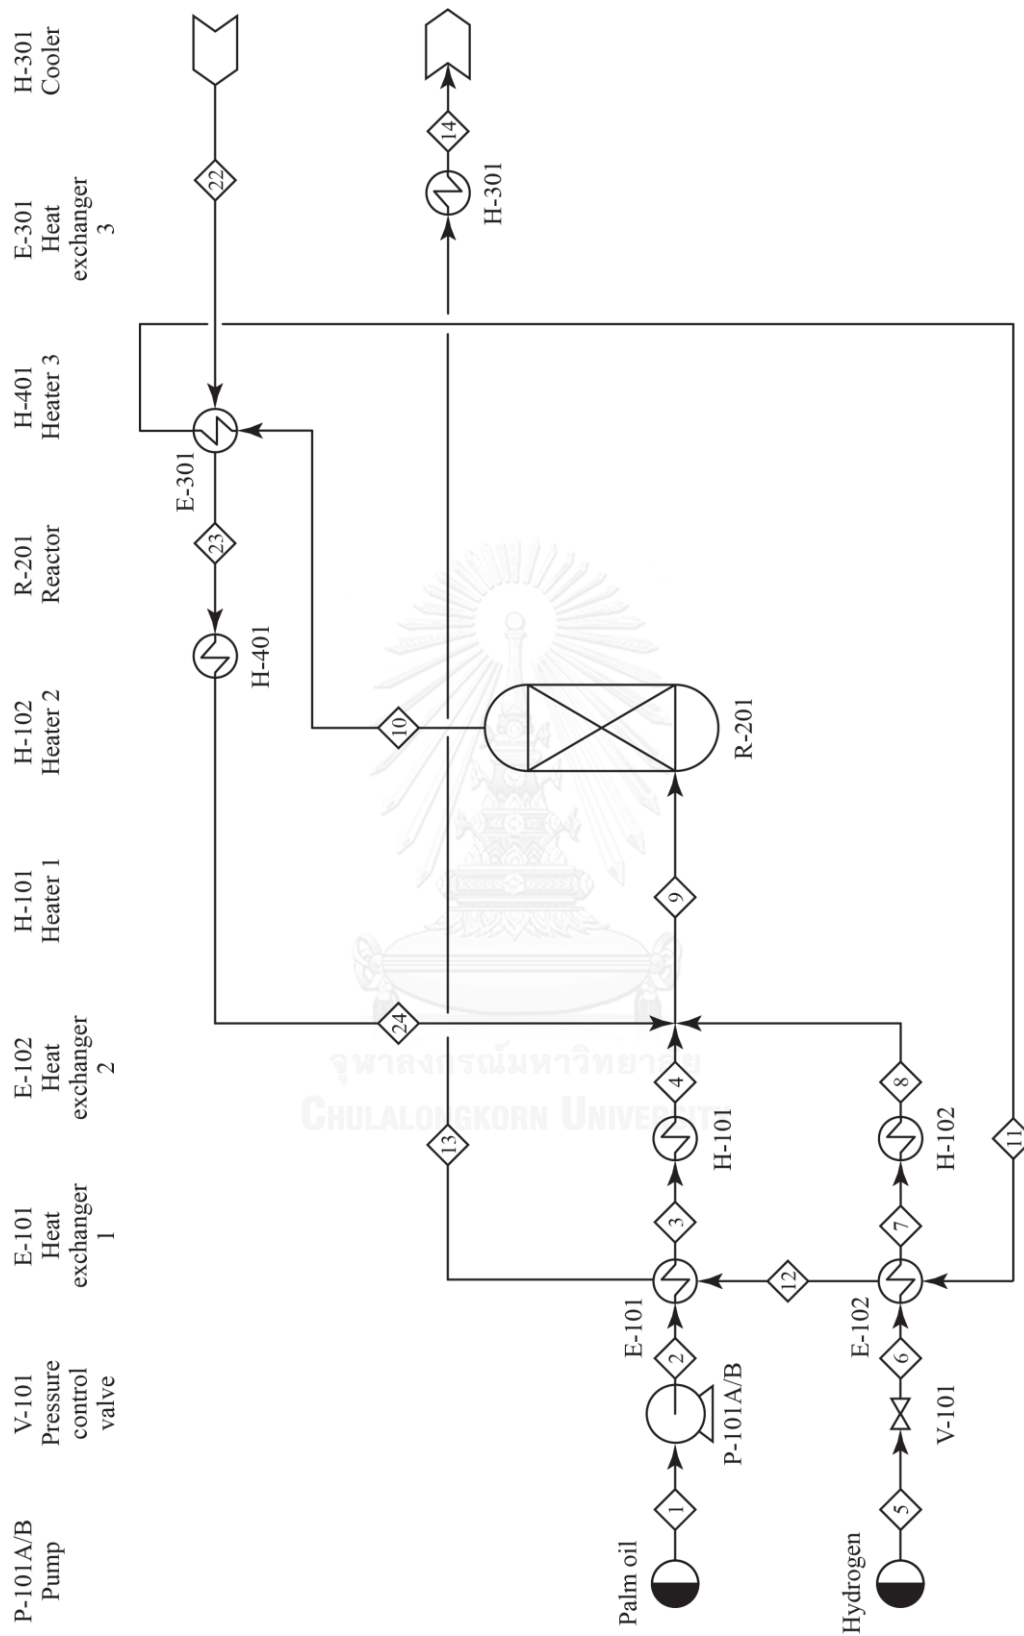 P-101A/B
Pump
V-101
Pressure
control
valve
E-101
Heat
exchanger
1
E-102
Heat
exchanger
2
H-101
Heater 1
H-102
Heater 2
R-201
Reactor
H-401
Heater 3
E-301
Heat
exchanger
3
H-301
Cooler
22
E-301
23
H-401
14
H-301
10
24
13
R-201
9
Palm oil
1
P-101A/B
2
E-101
3
H-101
4
12
Hydrogen
5
V-101
6
E-102
7
H-102
8
11
จุฬาลงกรณ์มหาวิทยาลัย
CHULALONGKORN UNIVERSITY